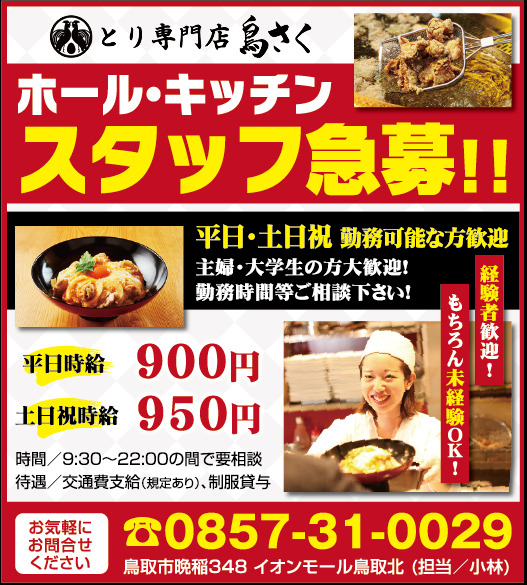 とり専門店 鳥さく
ホール・キッチン
スタッフ急募!!
平日・土日祝 勤務可能な方歓迎
主婦・大学生の方大歓迎!
勤務時間等ご相談下さい!
経験者歓迎!
もちろん未経験OK!
平日時給 900円
土日祝時給 950円
時間／9:30～22:00の間で要相談
待遇／交通費支給(規定あり)、制服貸与
お気軽に
お問合せ
ください
☎0857-31-0029
鳥取市晩稲348 イオンモール鳥取北 (担当／小林)